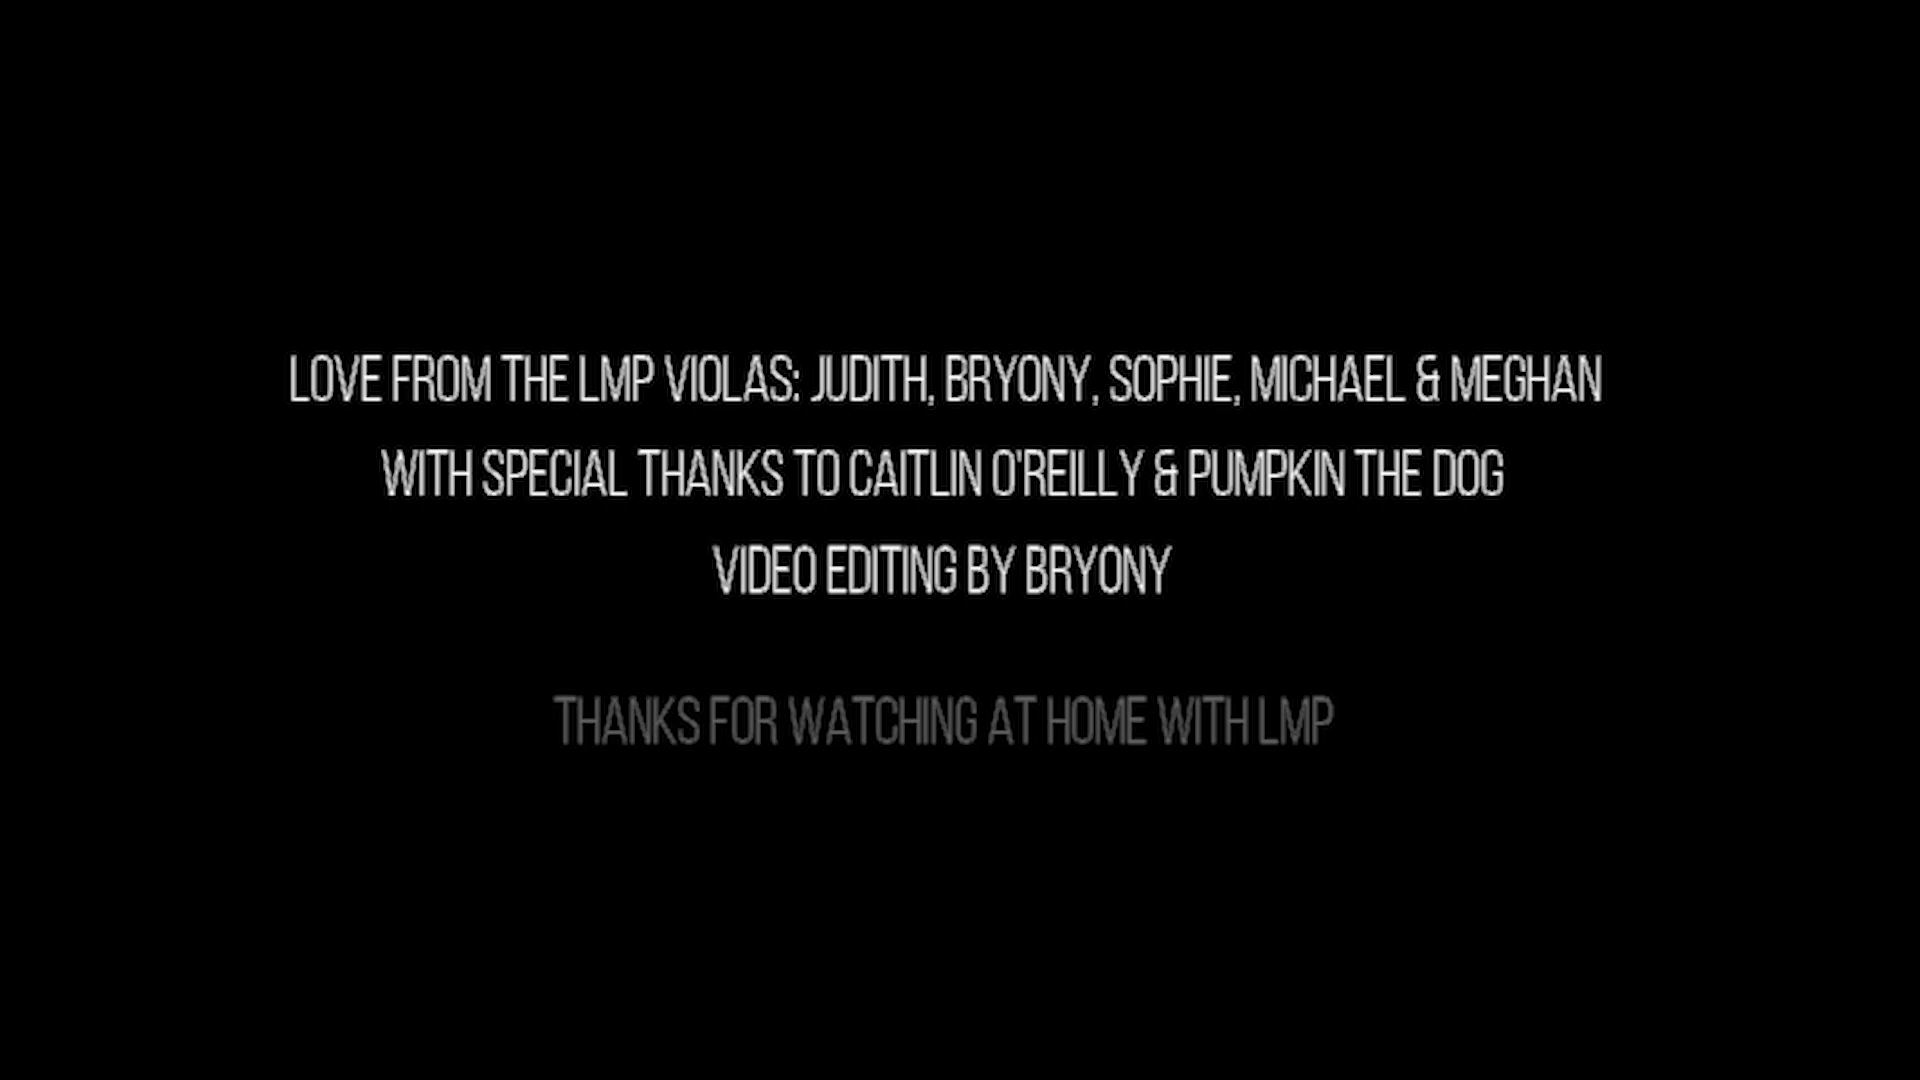 LOVE FROM THE LMP VIOLAS: JUDITH, BRYONY, SOPHIE, MICHAEL & MEGHAN
WITH SPECIAL THANKS TO CAITLIN O'REILLY & PUMPKIN THE DOG
VIDEO EDITING BY BRYONY
THANKS FOR WATCHING AT HOME WITH LMP